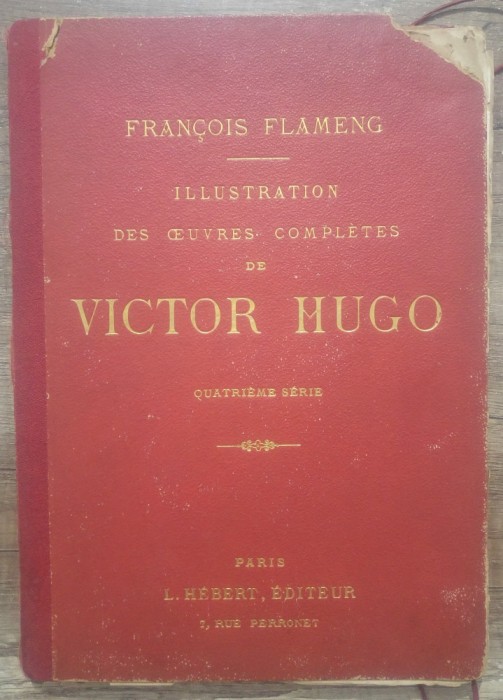 FRANÇOIS FLAMENG
ILLUSTRATION
DES ŒUVRES COMPLÈTES
DE
VICTOR HUGO
QUATRIÈME SÉRIE
PARIS
L. HÉBERT, ÉDITEUR
7, RUE PERRONET